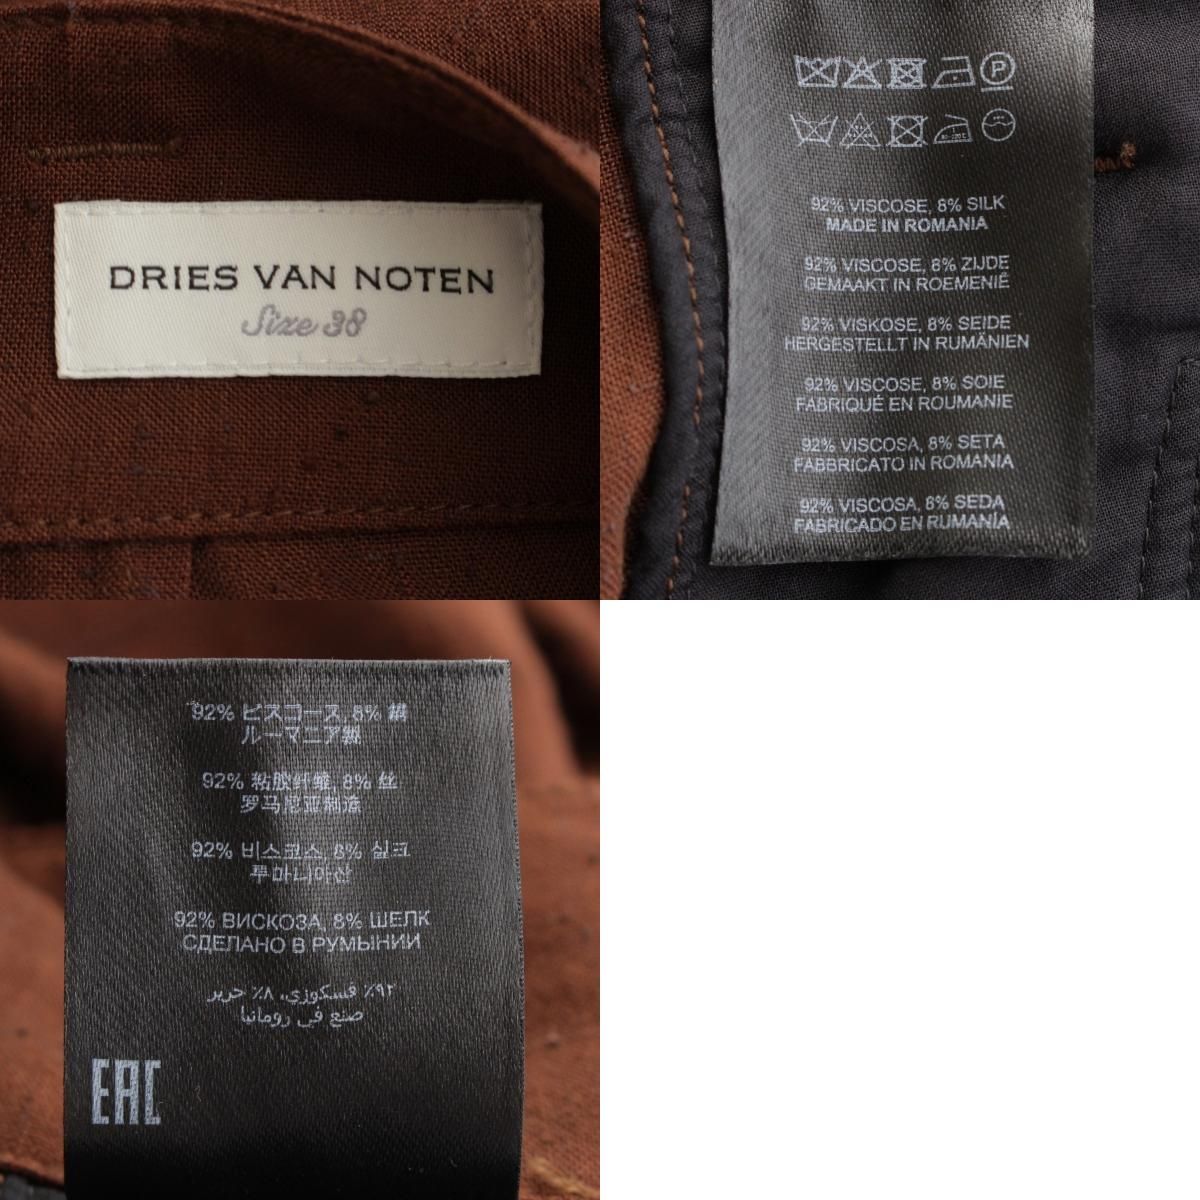 DRIES VAN NOTEN
Size 38
P
92% VISCOSE, 8% SILK
MADE IN ROMANIA
92% VISCOSE, 8% ZIJDE
GEMAAKT IN ROEMENIË
92% VISKOSE, 8% SEIDE
HERGESTELLT IN RUMÄNIEN
92% VISCOSE, 8% SOIE
FABRIQUÉ EN ROUMANIE
92% VISCOSA, 8% SETA
FABBRICATO IN ROMANIA
92% VISCOSA, 8% SEDA
FABRICADO EN RUMANÍA
92% ビスコース, 8% 絹
ルーマニア製
92% 粘胶纤维, 8% 丝
罗马尼亚制造
92% 비스코스, 8% 실크
루마니아산
92% ВИСКОЗА, 8% ШЕЛК
СДЕЛАНО В РУМЫНИИ
٩٢٪ فسكوزي، ٨٪ حرير
صنع في رومانيا
EAC